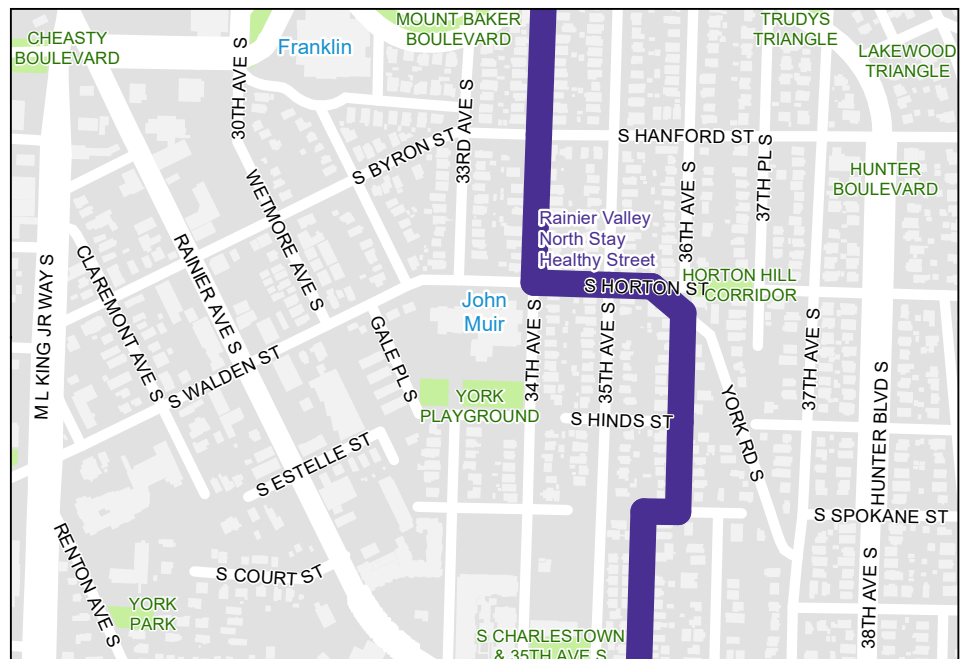 MOUNT BAKER
BOULEVARD
TRUDYS
TRIANGLE
CHEASTY
BOULEVARD
Franklin
LAKEWOOD
TRIANGLE
30TH AVE S
33RD AVE S
S BYRON ST
S HANFORD ST
36TH AVE S
37TH PL S
HUNTER
BOULEVARD
WETMORE AVE S
Rainier Valley
North Stay
Healthy Street
CLAREMONT AVE S
RAINIER AVE S
M L KING JR WAY S
S HORTON ST
HORTON HILL
CORRIDOR
John
Muir
GALE PL S
34TH AVE S
35TH AVE S
37TH AVE S
S WALDEN ST
YORK
PLAYGROUND
S HINDS ST
YORK RD S
HUNTER BLVD S
S ESTELLE ST
S SPOKANE ST
RENTON AVE S
S COURT ST
38TH AVE S
YORK
PARK
S CHARLESTOWN
& 35TH AVE S